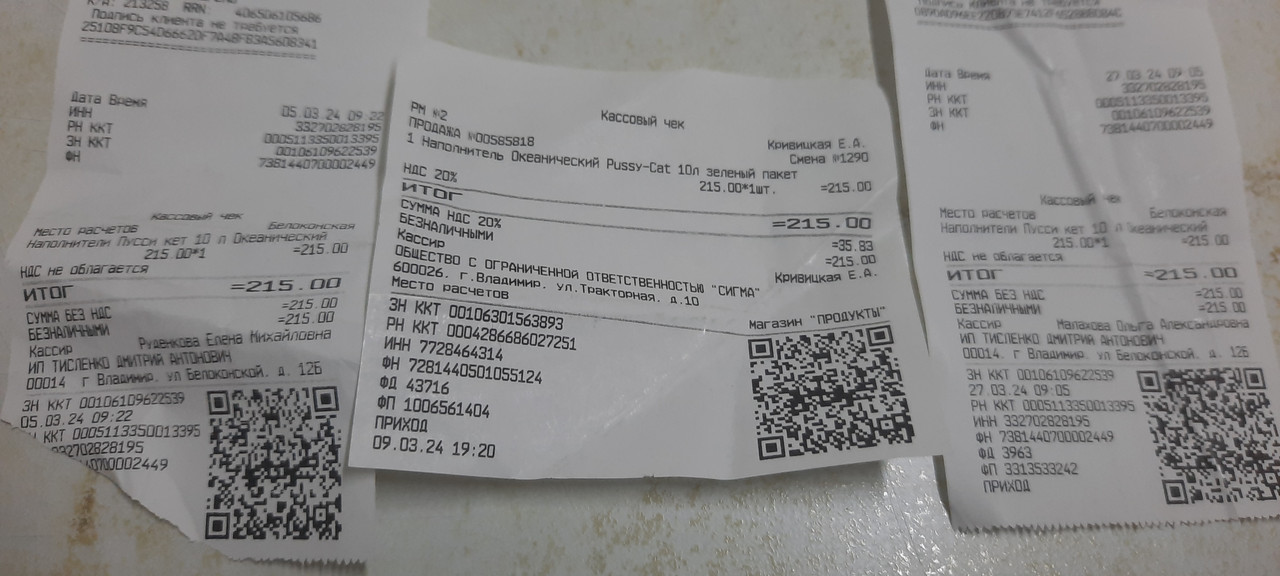 К/Д: 213258 RRN 406506105686
Подпись клиента не требуется
==============================
Дата Время 05.03.24 09:22
ИНН 332702828195
РН ККТ 0005113350013395
ЗН ККТ 00106109622539
ФН 7381440700002449
Кассовый чек
Место расчетов Белоконская
Наполнители Пусси кет 10 л Океанический
215.00*1 =215.00
НДС не облагается
ИТОГ =215.00
СУММА БЕЗ НДС =215.00
БЕЗНАЛИЧНЫМИ =215.00
Кассир Руденкова Елена Михайловна
ИП ТИСЛЕНКО ДМИТРИЙ АНТОНОВИЧ
00014 г Владимир, ул Белоконской, д. 12Б
ЗН ККТ 00106109622539
05.03.24 09:22
ККТ 0005113350013395
332702828195
40700002449
Кассовый чек
РМ №2
ПРОДАЖА №00585818 Кривицкая Е.А.
Смена №1290
1 Наполнитель Океанический Pussy-Cat 10л зеленый пакет
215.00*1шт. =215.00
НДС 20%
ИТОГ =215.00
СУММА НДС 20% =35.83
БЕЗНАЛИЧНЫМИ =215.00
Кассир Кривицкая Е.А.
ОБЩЕСТВО С ОГРАНИЧЕННОЙ ОТВЕТСТВЕННОСТЬЮ "СИГМА"
600026, г.Владимир, ул.Тракторная, д.10
Место расчетов магазин "ПРОДУКТЫ"
ЗН ККТ 00106301563893
РН ККТ 0004286686027251
ИНН 7728464314
ФН 7281440501055124
ФД 43716
ФП 1006561404
ПРИХОД
09.03.24 19:20
Дата Время 27.03.24 09:05
ИНН 332702828195
РН ККТ 0005113350013395
ЗН ККТ 00106109622539
ФН 7381440700002449
Кассовый чек
Место расчетов Белоконская
Наполнители Пусси кет 10 л Океанический
215.00*1 =215.00
НДС не облагается
ИТОГ =215.00
СУММА БЕЗ НДС =215.00
БЕЗНАЛИЧНЫМИ =215.00
Кассир Малахова Ольга Александровна
ИП ТИСЛЕНКО ДМИТРИЙ АНТОНОВИЧ
00014, г Владимир, ул Белоконской, д. 12Б
ЗН ККТ 00106109622539
27.03.24 09:05
РН ККТ 0005113350013395
ИНН 332702828195
ФН 7381440700002449
ФД 3963
ФП 3313533242
ПРИХОД